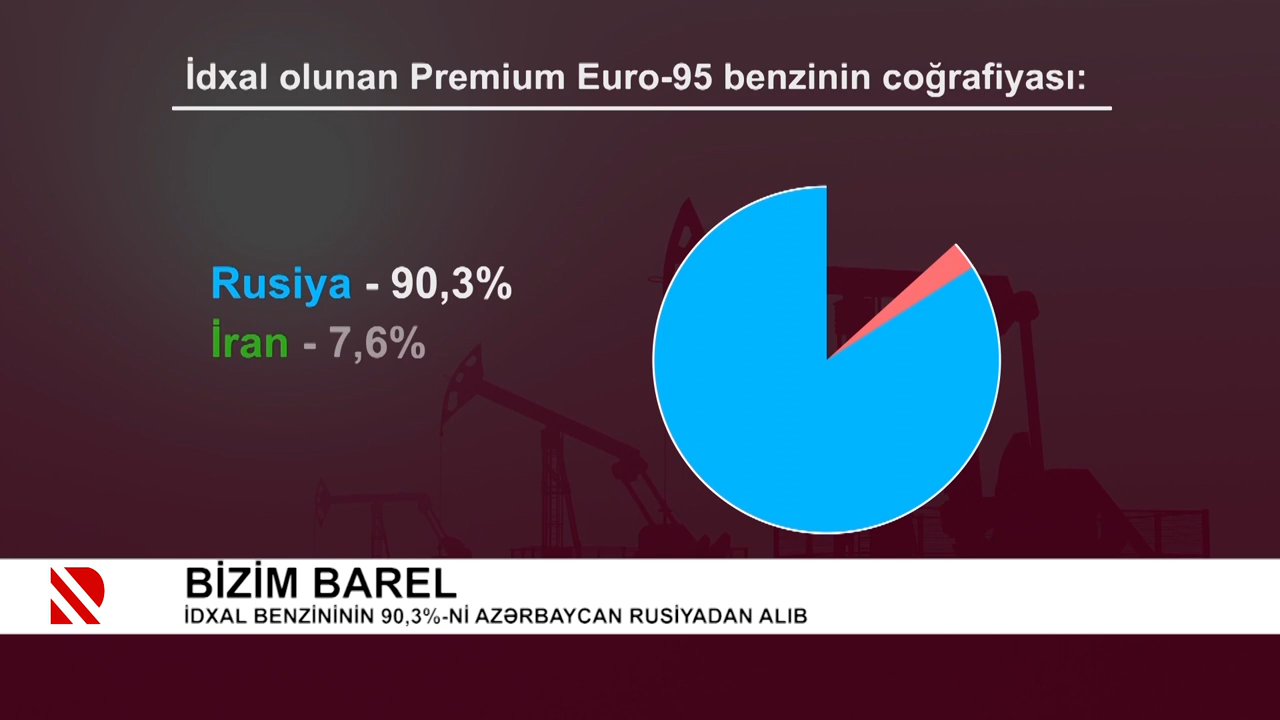 İdxal olunan Premium Euro-95 benzinin coğrafiyası:
Rusiya - 90,3%
İran - 7,6%
BİZİM BAREL
İDXAL BENZİNİNİN 90,3%-Nİ AZƏRBAYCAN RUSİYADAN ALIB